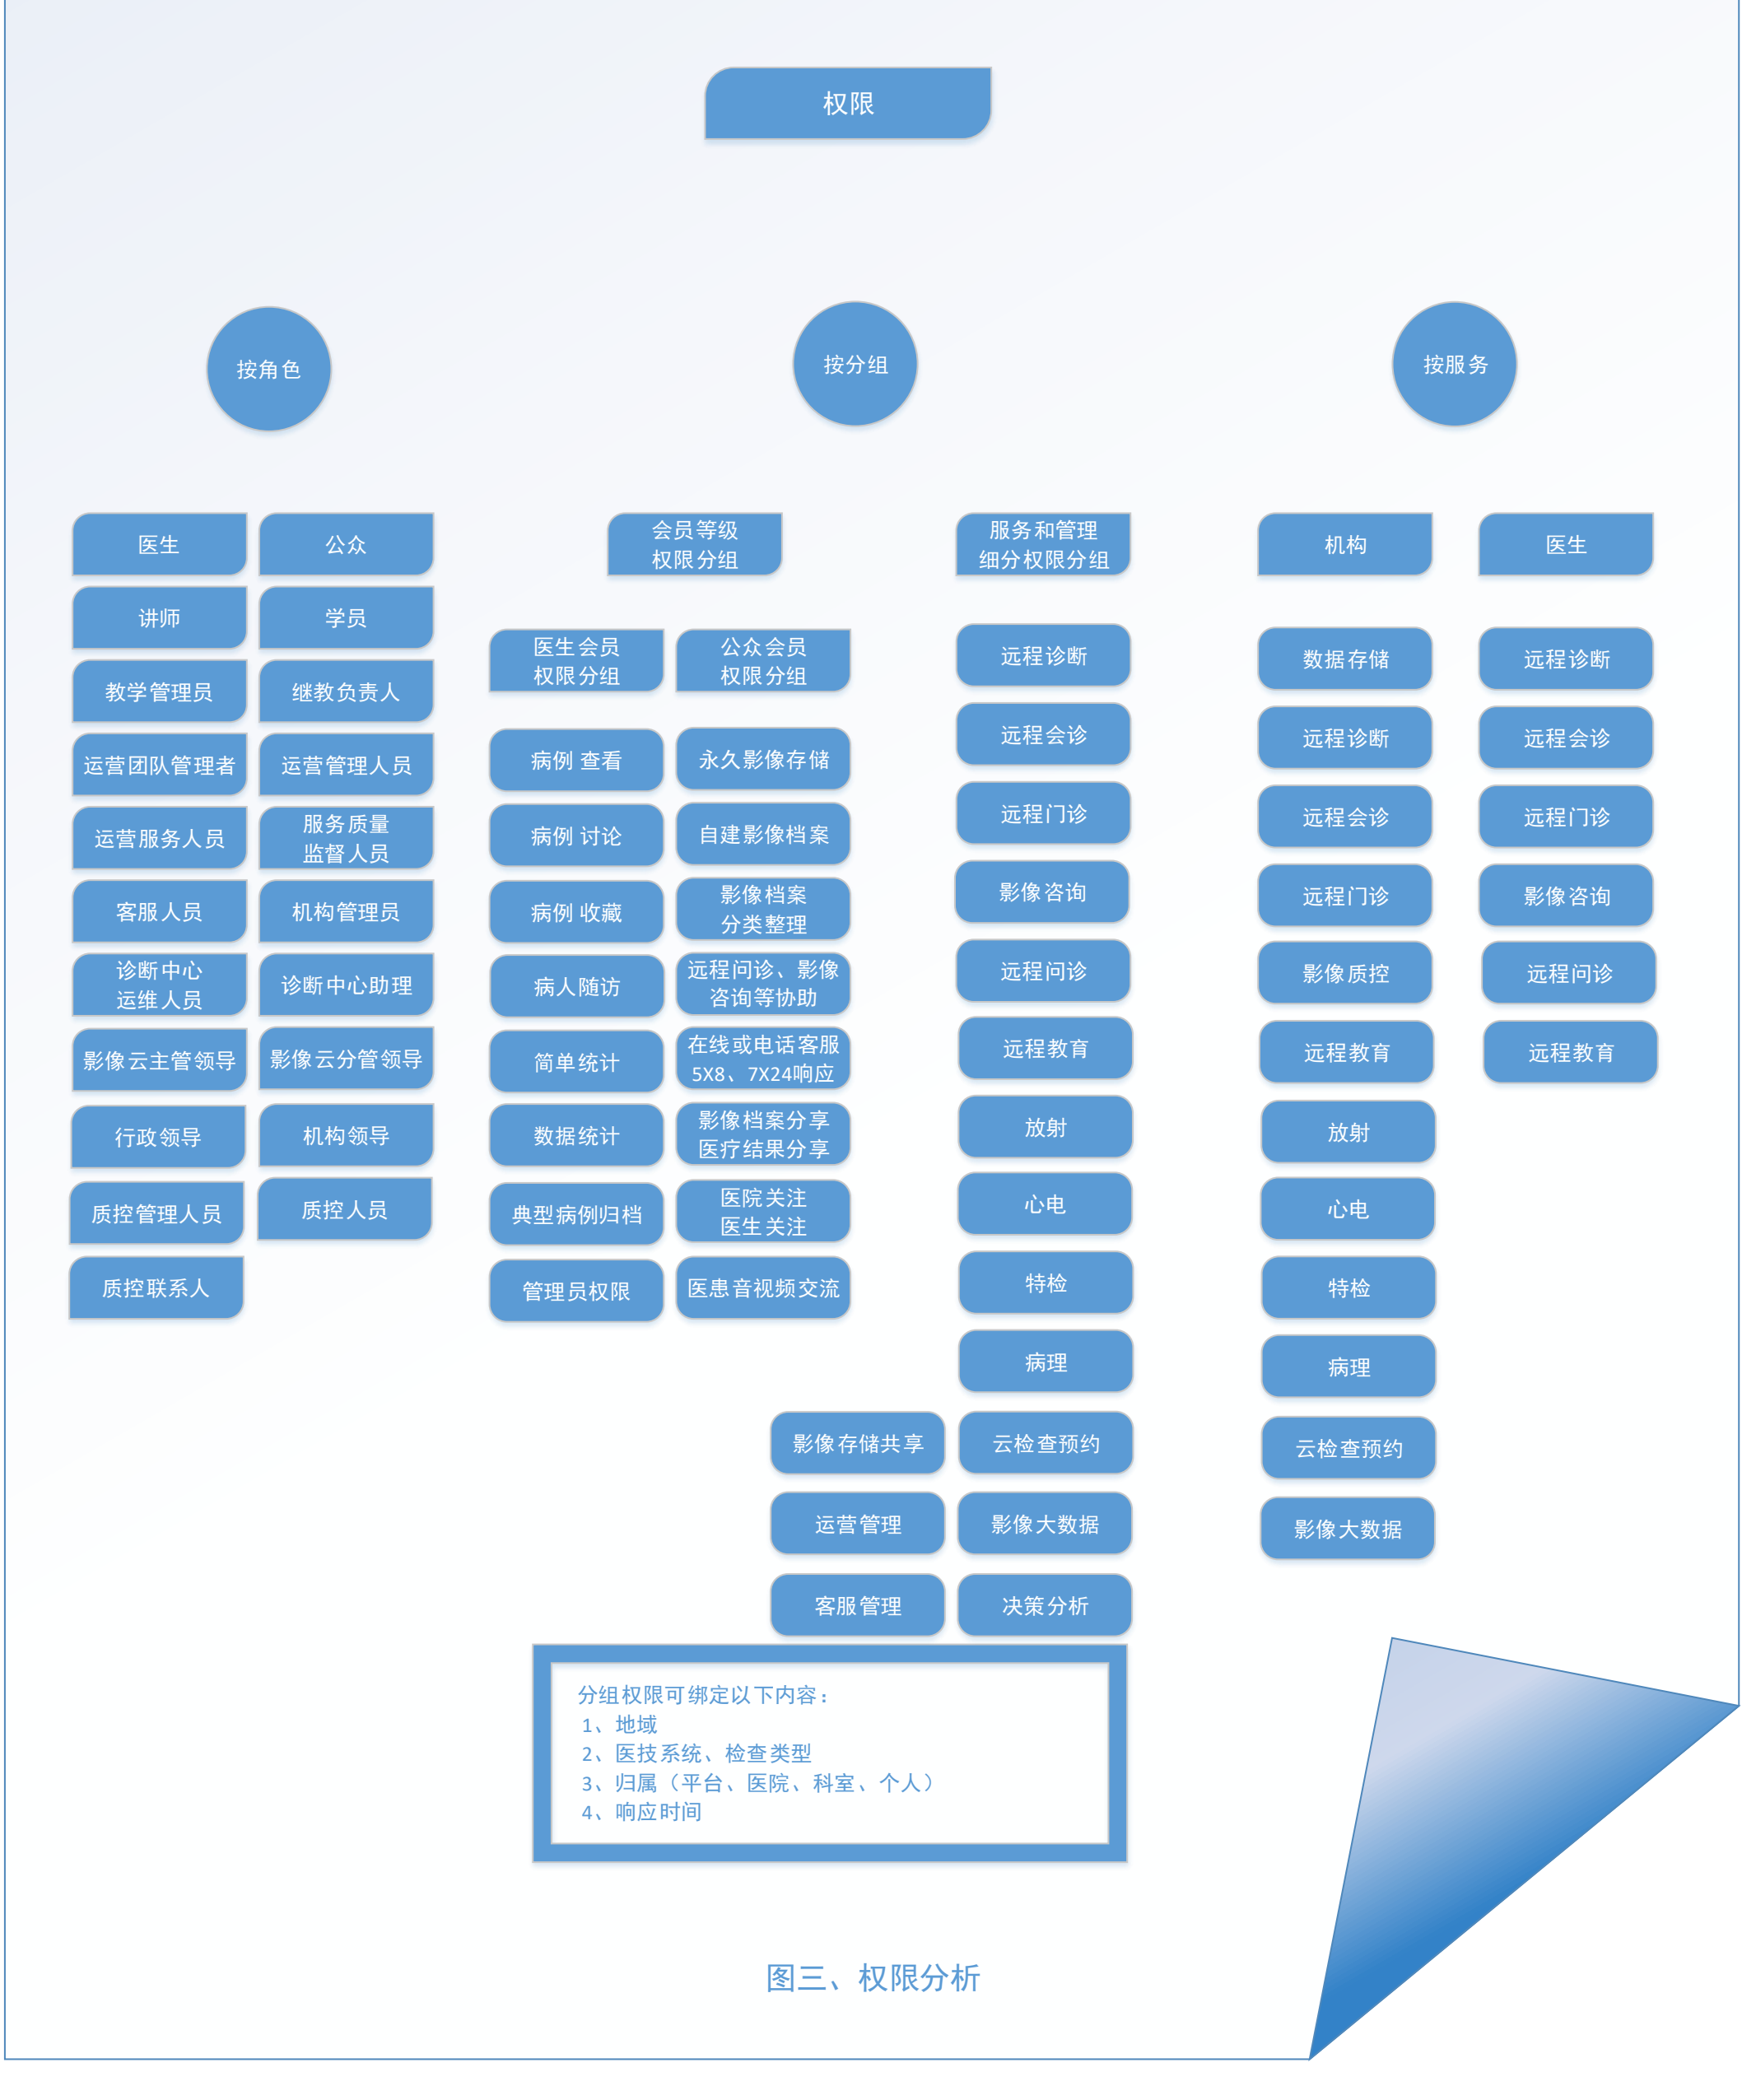 权限
按角色
按分组
按服务
医生
公众
讲师
学员
教学管理员
继教负责人
运营团队管理者
运营管理人员
运营服务人员
服务质量
监督人员
客服人员
机构管理员
诊断中心
运维人员
诊断中心助理
影像云主管领导
影像云分管领导
行政领导
机构领导
质控管理人员
质控人员
质控联系人
会员等级
权限分组
医生会员
权限分组
公众会员
权限分组
病例 查看
永久影像存储
病例 讨论
自建影像档案
病例 收藏
影像档案
分类整理
病人随访
远程问诊、影像
咨询等协助
简单统计
在线或电话客服
5X8、7X24响应
数据统计
影像档案分享
医疗结果分享
典型病例归档
医院关注
医生关注
管理员权限
医患音视频交流
服务和管理
细分权限分组
远程诊断
远程会诊
远程门诊
影像咨询
远程问诊
远程教育
放射
心电
特检
病理
影像存储共享
云检查预约
运营管理
影像大数据
客服管理
决策分析
机构
数据存储
远程诊断
远程会诊
远程门诊
影像质控
远程教育
放射
心电
特检
病理
云检查预约
影像大数据
医生
远程诊断
远程会诊
远程门诊
影像咨询
远程问诊
远程教育
分组权限可绑定以下内容：
1、地域
2、医技系统、检查类型
3、归属（平台、医院、科室、个人）
4、响应时间
图三、权限分析